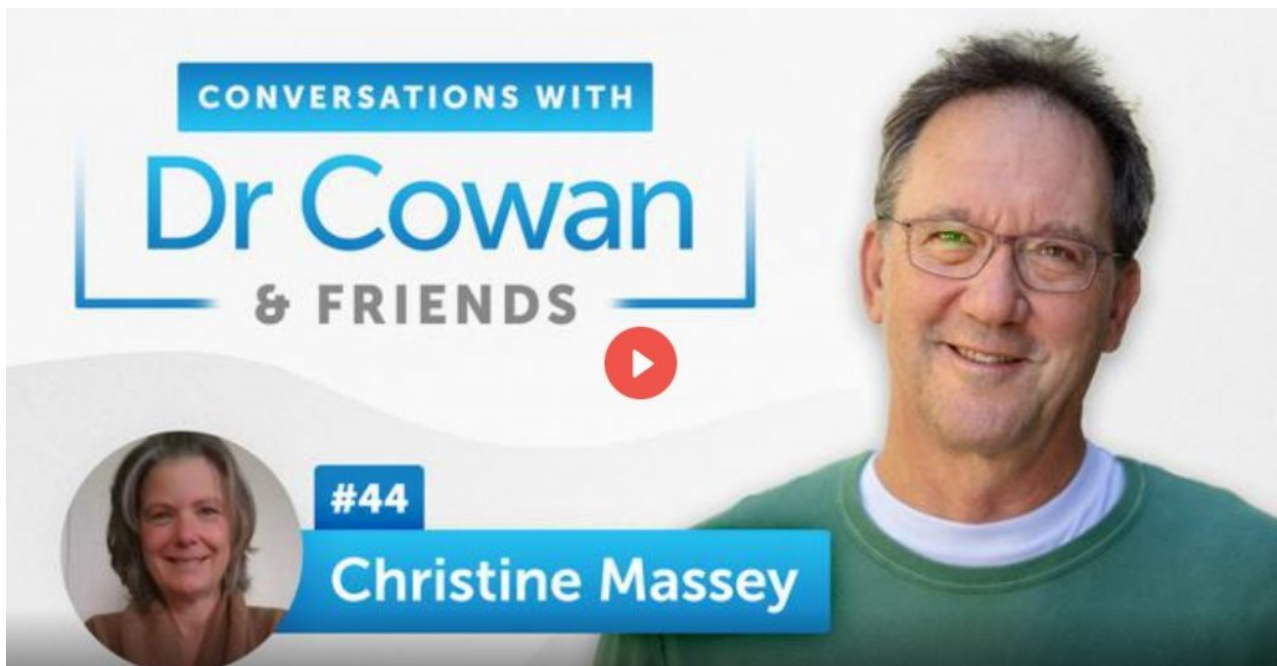 CONVERSATIONS WITH
Dr Cowan
& FRIENDS
#44
Christine Massey